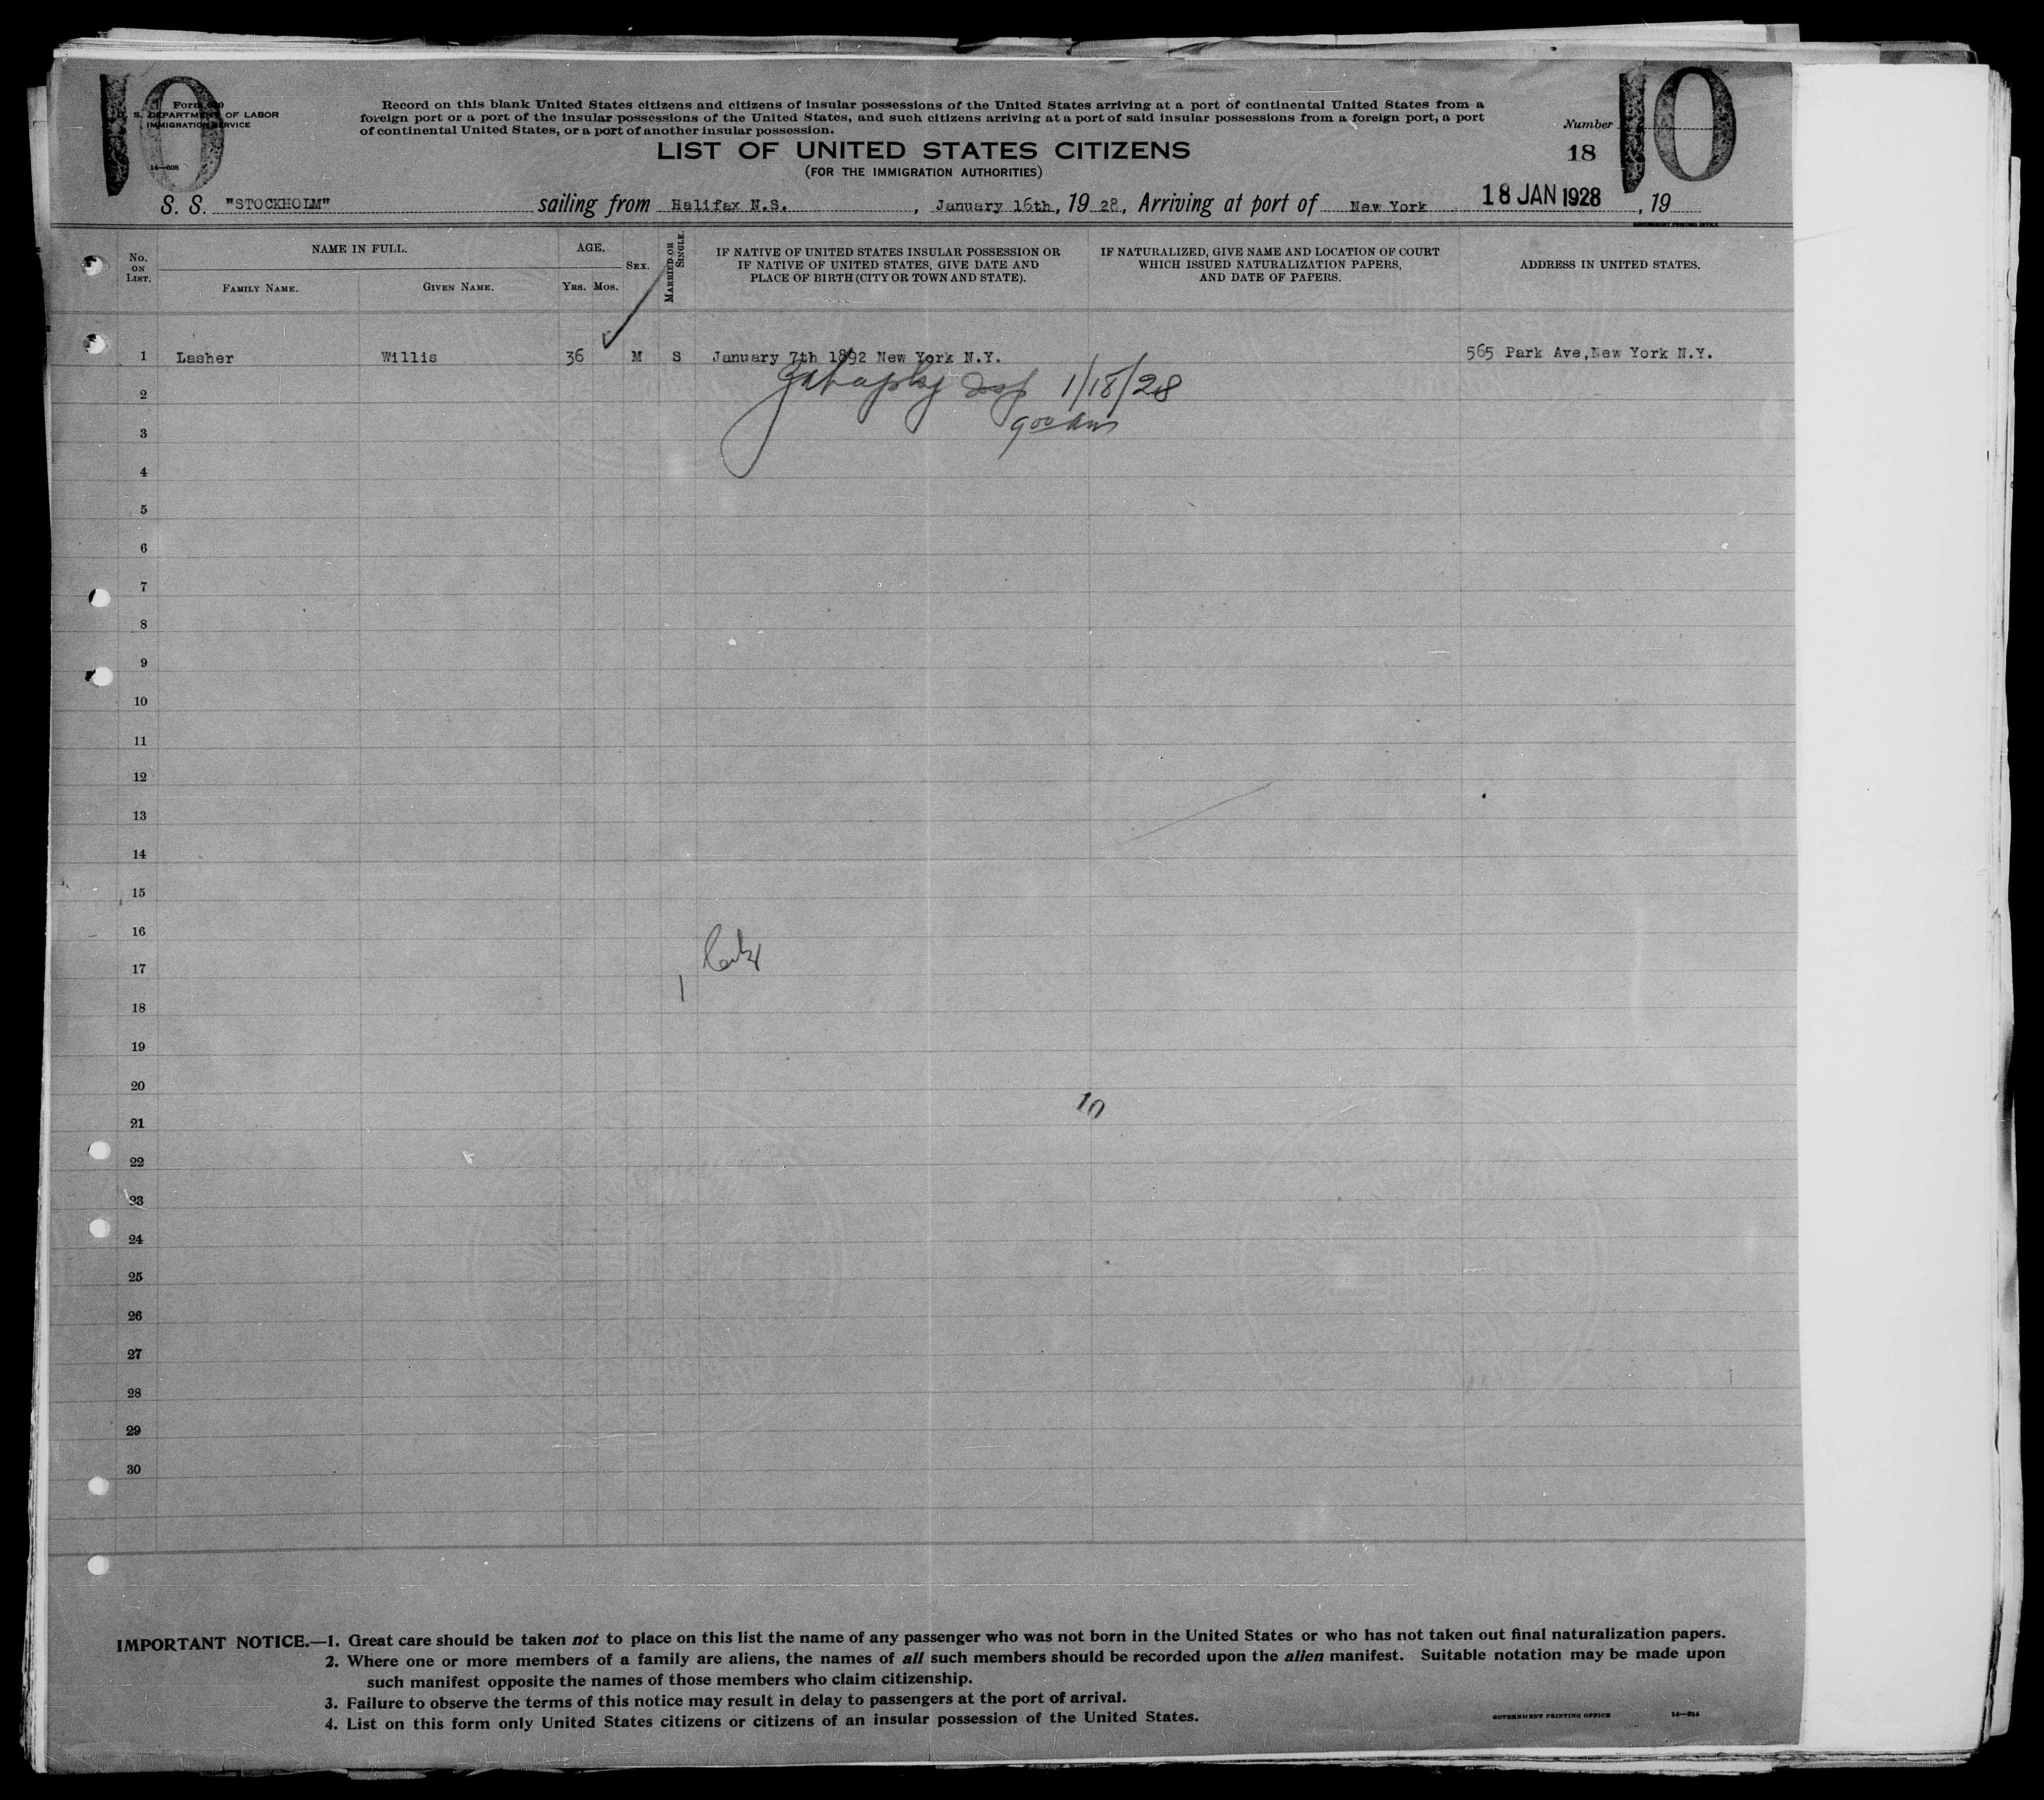 10
10
Form 630
U. S. DEPARTMENT OF LABOR
IMMIGRATION SERVICE
14—608
Record on this blank United States citizens and citizens of insular possessions of the United States arriving at a port of continental United States from a
foreign port or a port of the insular possessions of the United States, and such citizens arriving at a port of said insular possessions from a foreign port, a port
of continental United States, or a port of another insular possession.
Number
18
LIST OF UNITED STATES CITIZENS
(FOR THE IMMIGRATION AUTHORITIES)
S. S. "STOCKHOLM" sailing from Halifax N.S. , January 16th, 19 28, Arriving at port of New York 18 JAN 1928 , 19
GOVERNMENT PRINTING OFFICE
No. ON LIST.
NAME IN FULL.
FAMILY NAME. GIVEN NAME.
AGE.
YRS. MOS.
SEX.
MARRIED OR SINGLE.
IF NATIVE OF UNITED STATES INSULAR POSSESSION OR
IF NATIVE OF UNITED STATES, GIVE DATE AND
PLACE OF BIRTH (CITY OR TOWN AND STATE).
IF NATURALIZED, GIVE NAME AND LOCATION OF COURT
WHICH ISSUED NATURALIZATION PAPERS,
AND DATE OF PAPERS.
ADDRESS IN UNITED STATES.
1 Lasher Willis 36 M S January 7th 1892 New York N.Y. 565 Park Ave,New York N.Y.
1/18/28
2
3
4
5
6
7
8
9
10
11
12
13
14
15
16
17
18
19
20
10
21
22
23
24
25
26
27
28
29
30
IMPORTANT NOTICE.—1. Great care should be taken not to place on this list the name of any passenger who was not born in the United States or who has not taken out final naturalization papers.
2. Where one or more members of a family are aliens, the names of all such members should be recorded upon the alien manifest. Suitable notation may be made upon
such manifest opposite the names of those members who claim citizenship.
3. Failure to observe the terms of this notice may result in delay to passengers at the port of arrival.
4. List on this form only United States citizens or citizens of an insular possession of the United States.
GOVERNMENT PRINTING OFFICE 14—814